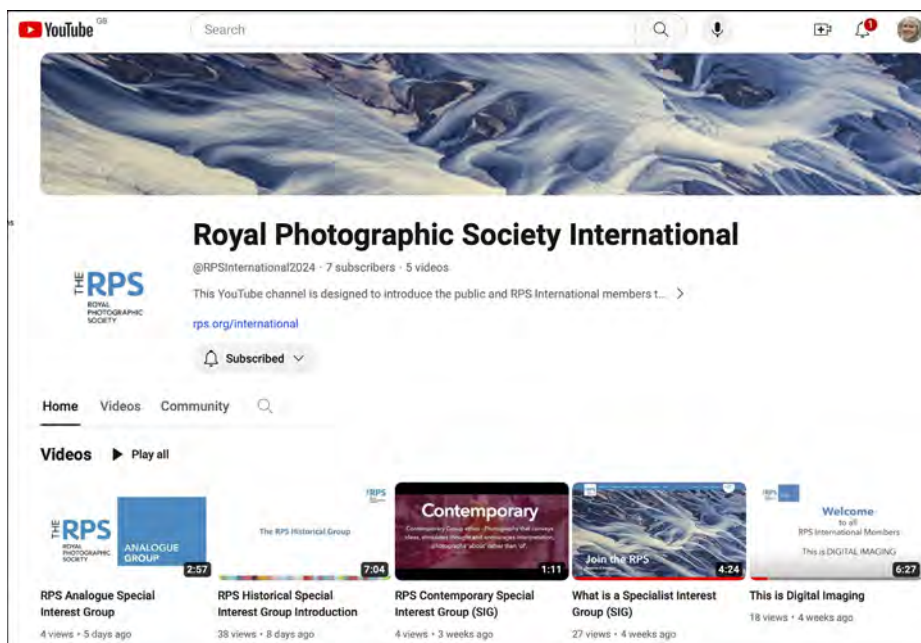 YouTube GB
Search
1
Royal Photographic Society International
@RPSInternational2024 · 7 subscribers · 5 videos
This YouTube channel is designed to introduce the public and RPS International members t...
rps.org/international
Subscribed
THE RPS
ROYAL
PHOTOGRAPHIC
SOCIETY
Home Videos Community
Videos Play all
THE RPS
ROYAL
PHOTOGRAPHIC
SOCIETY
ANALOGUE
GROUP
2:57
RPS
The RPS Historical Group
7:04
Contemporary
1:11
Join the RPS
4:24
RPS
Welcome
to all
RPS International Members
This is DIGITAL IMAGING
6:27
RPS Analogue Special
Interest Group
4 views • 5 days ago
RPS Historical Special
Interest Group Introduction
38 views • 8 days ago
RPS Contemporary Special
Interest Group (SIG)
4 views • 3 weeks ago
What is a Specialist Interest
Group (SIG)
27 views • 4 weeks ago
This is Digital Imaging
18 views • 4 weeks ago